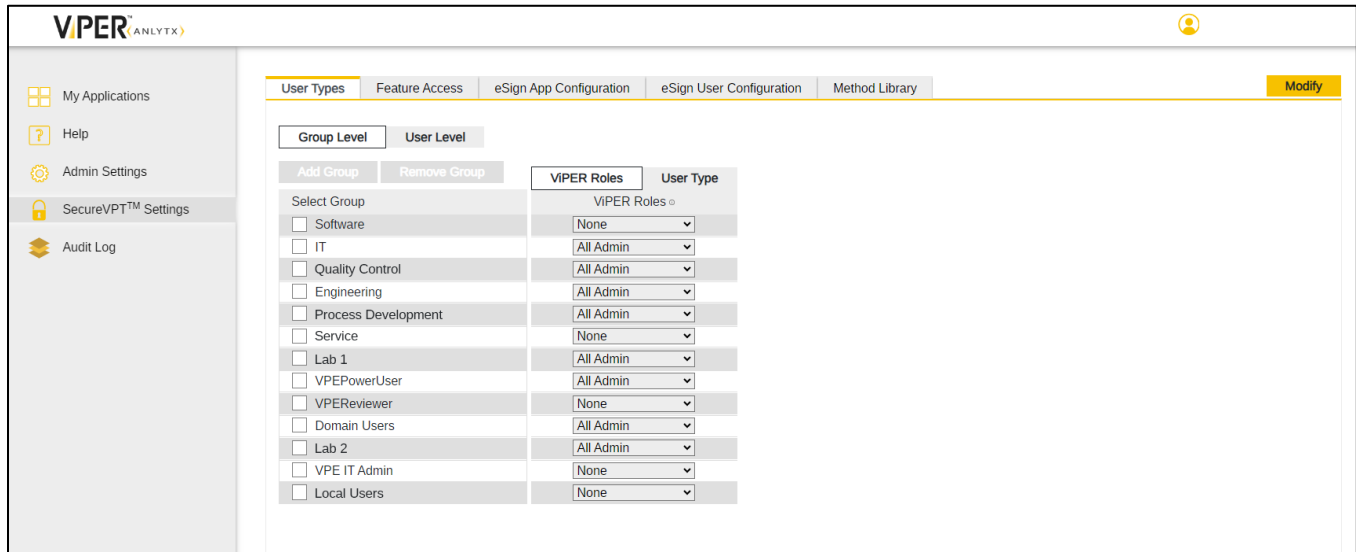 ViPER™ (ANLYTX)
My Applications
Help
Admin Settings
SecureVPT™ Settings
Audit Log
User Types Feature Access eSign App Configuration eSign User Configuration Method Library Modify
Group Level User Level
Add Group Remove Group ViPER Roles User Type
Select Group ViPER Roles
Software None
IT All Admin
Quality Control All Admin
Engineering All Admin
Process Development All Admin
Service None
Lab 1 All Admin
VPEPowerUser All Admin
VPEReviewer None
Domain Users All Admin
Lab 2 All Admin
VPE IT Admin None
Local Users None